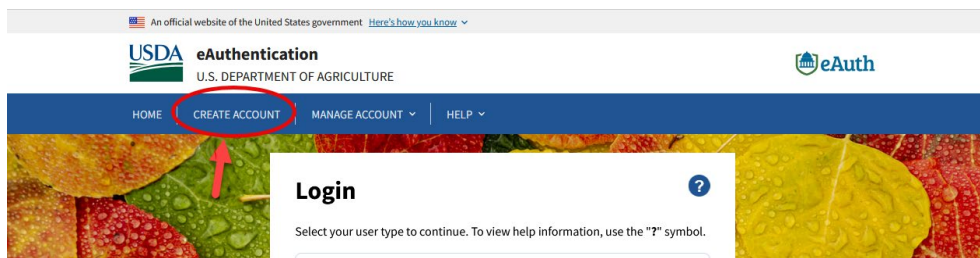 An official website of the United States government Here's how you know
USDA eAuthentication
U.S. DEPARTMENT OF AGRICULTURE
eAuth
HOME CREATE ACCOUNT MANAGE ACCOUNT HELP
Login
?
Select your user type to continue. To view help information, use the "?" symbol.